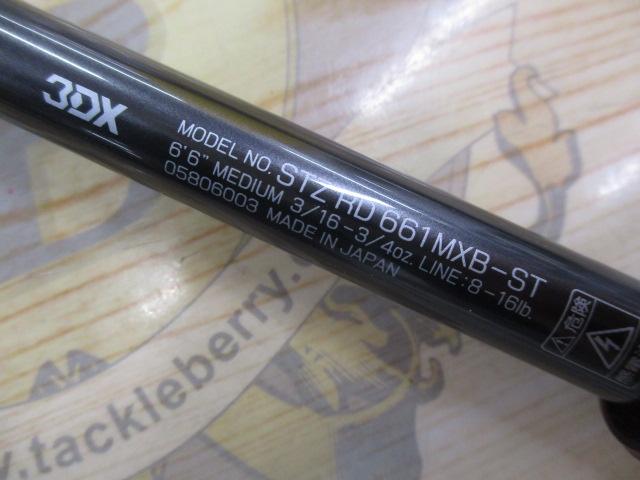 3DX
MODEL NO. STZ RD 661MXB-ST
6'6" MEDIUM 3/16-3/4oz. LINE:8-16lb.
05806003 MADE IN JAPAN
危険
.tackleberry.